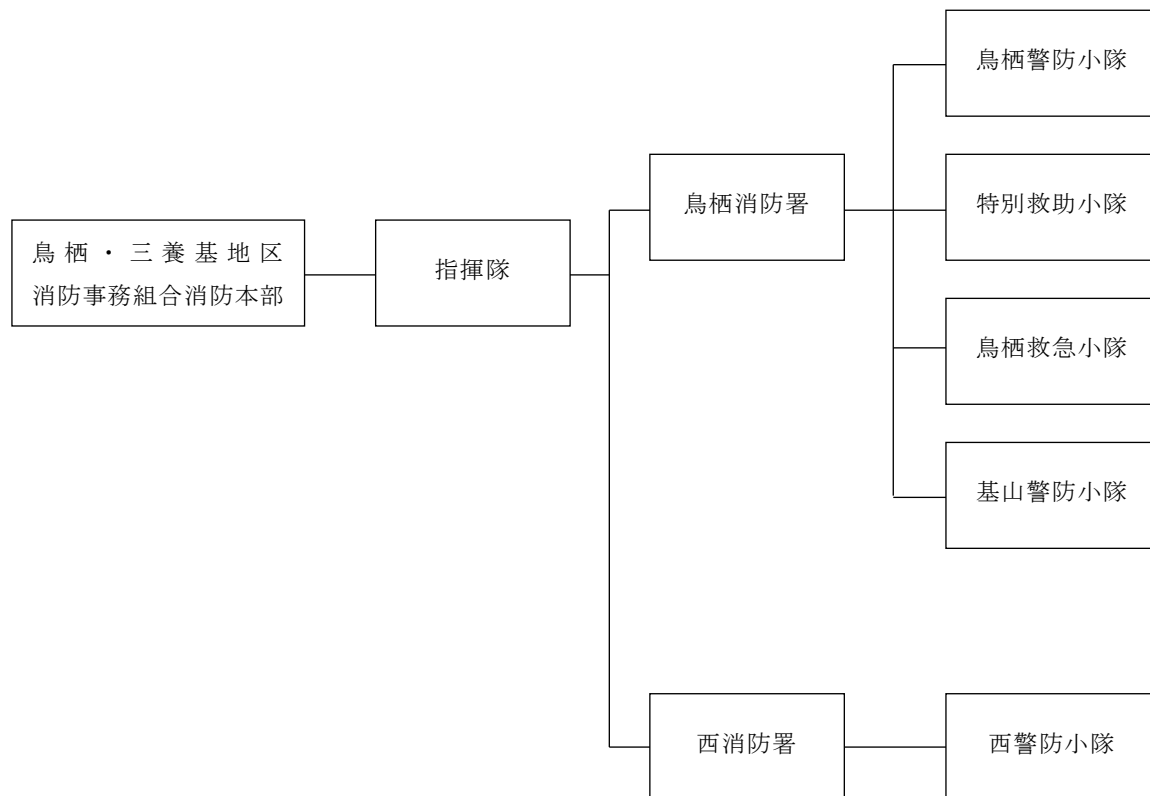 鳥栖・三養基地区
消防事務組合消防本部
指揮隊
鳥栖消防署
鳥栖警防小隊
特別救助小隊
鳥栖救急小隊
基山警防小隊
西消防署
西警防小隊